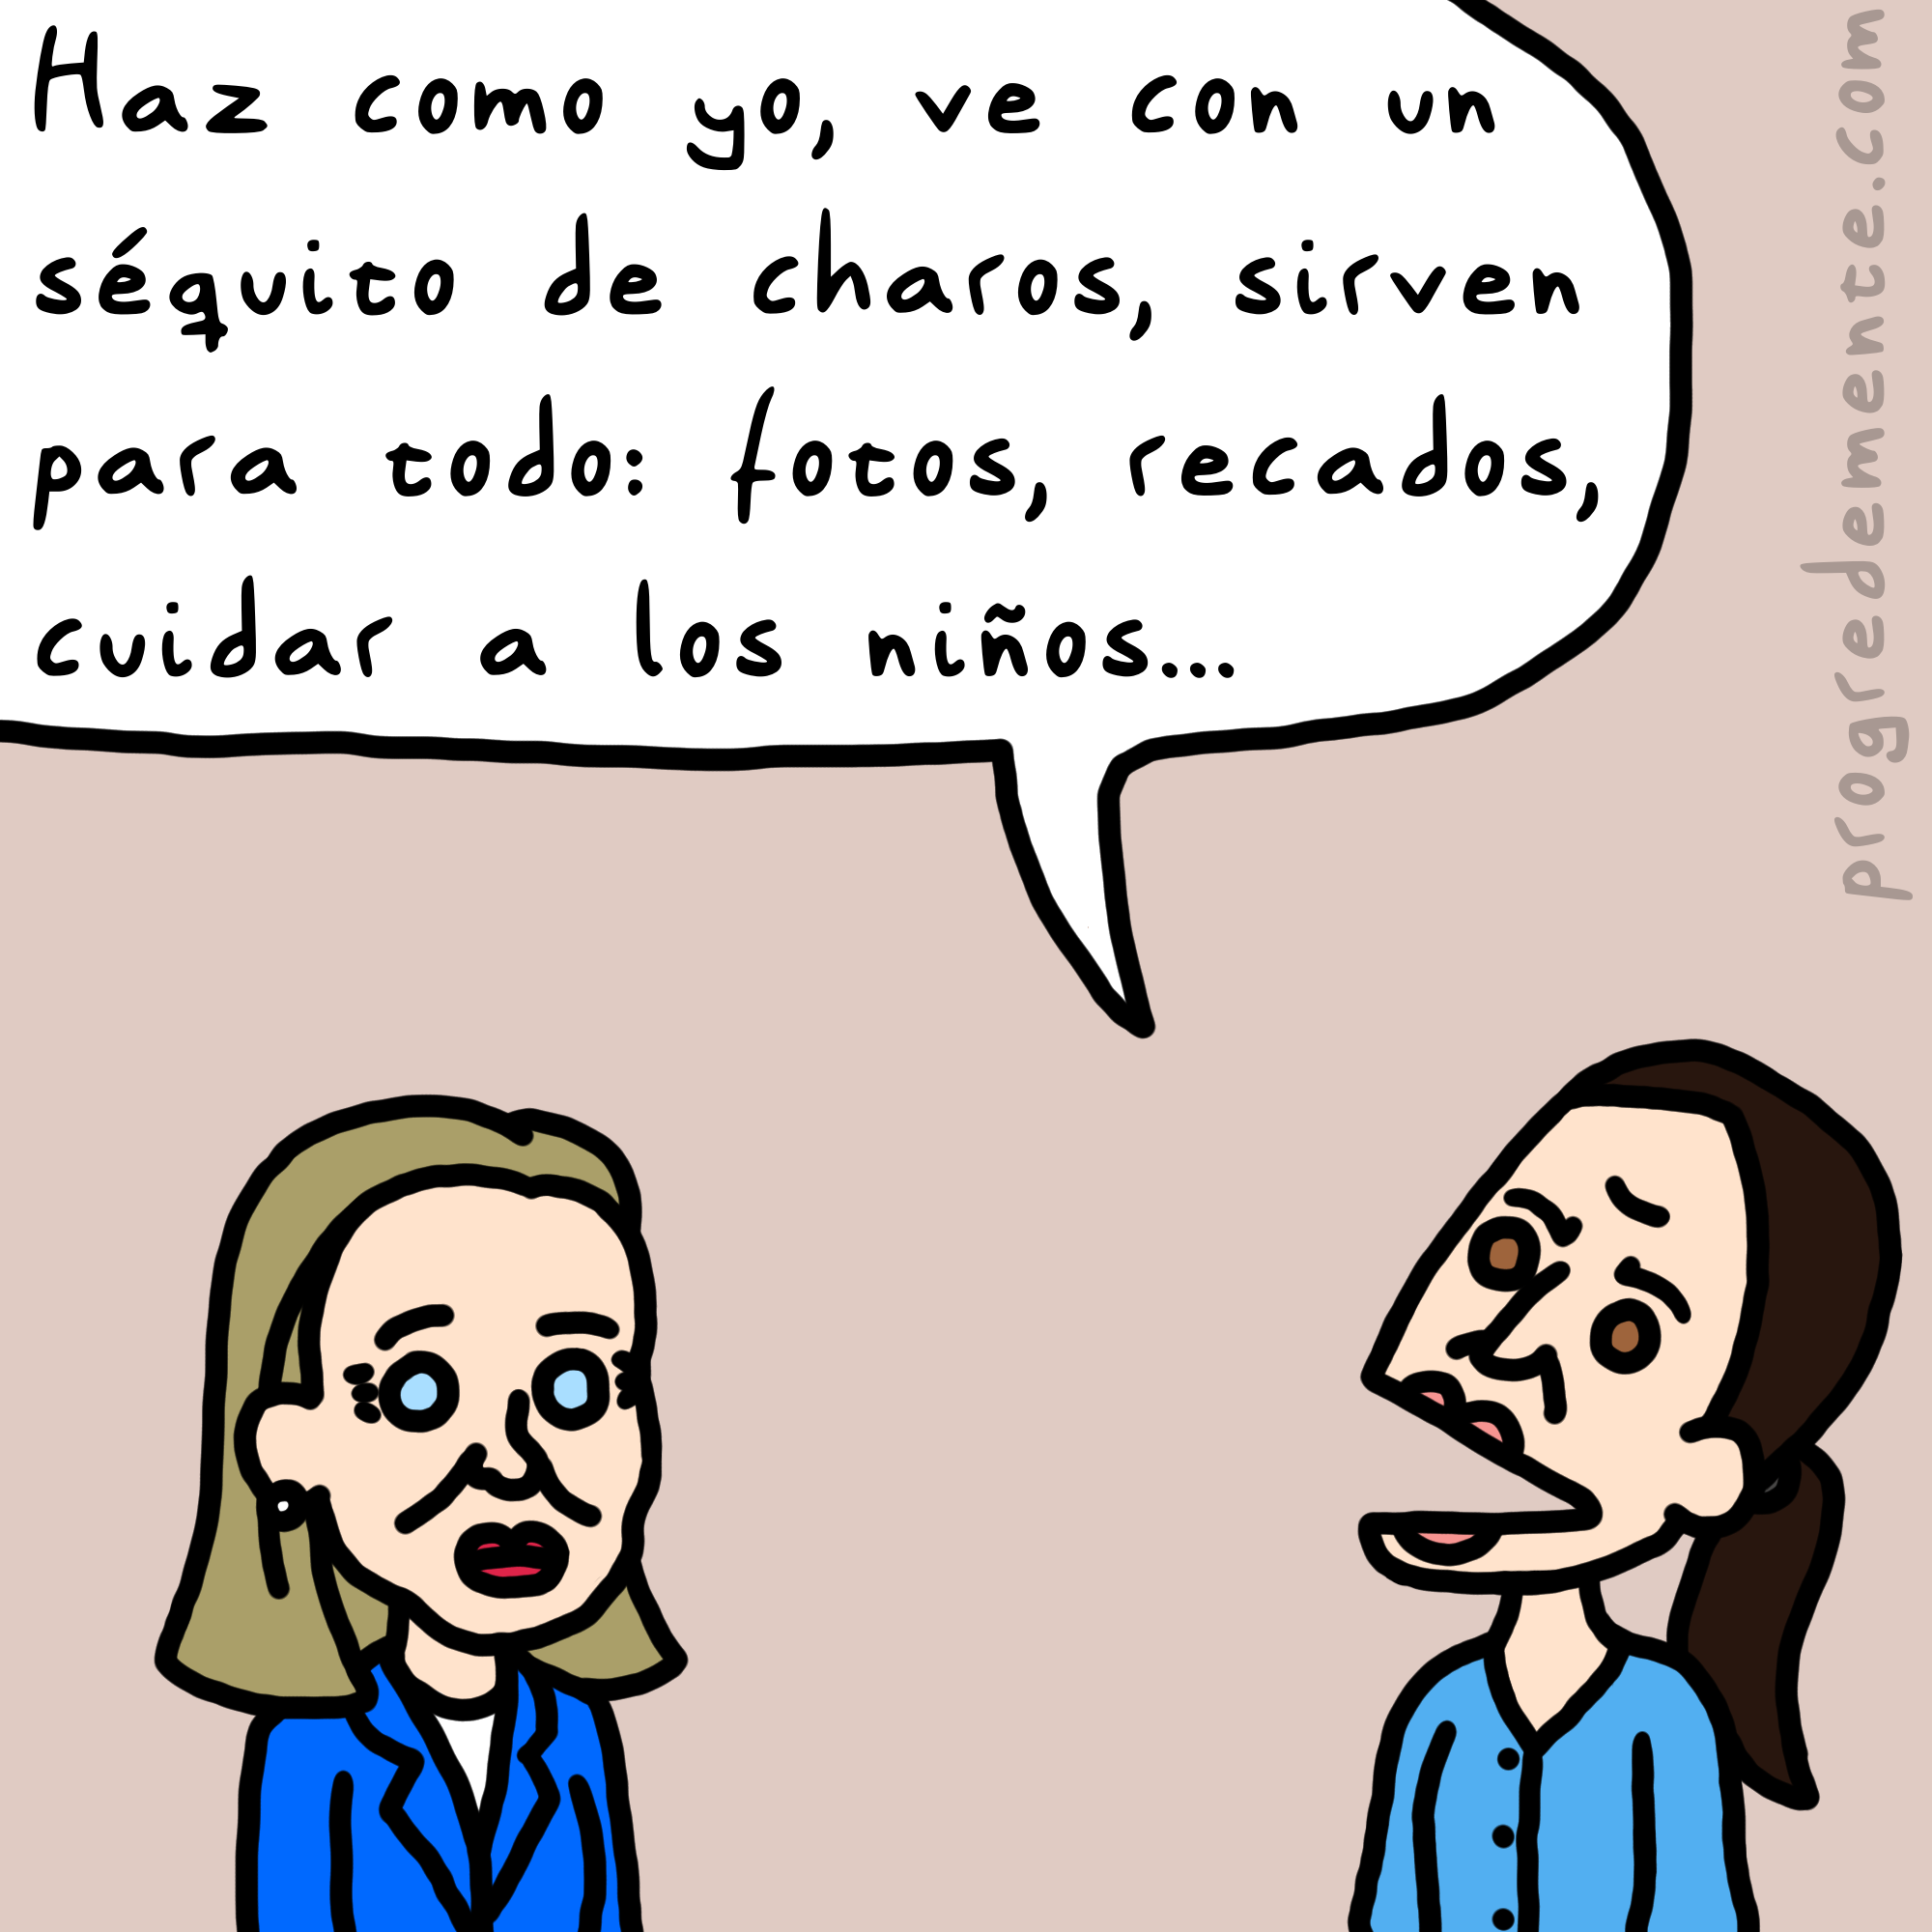 Haz como yo, ve con un
séquito de charos, sirven
para todo: fotos, recados,
cuidar a los niños...
progredemente.com